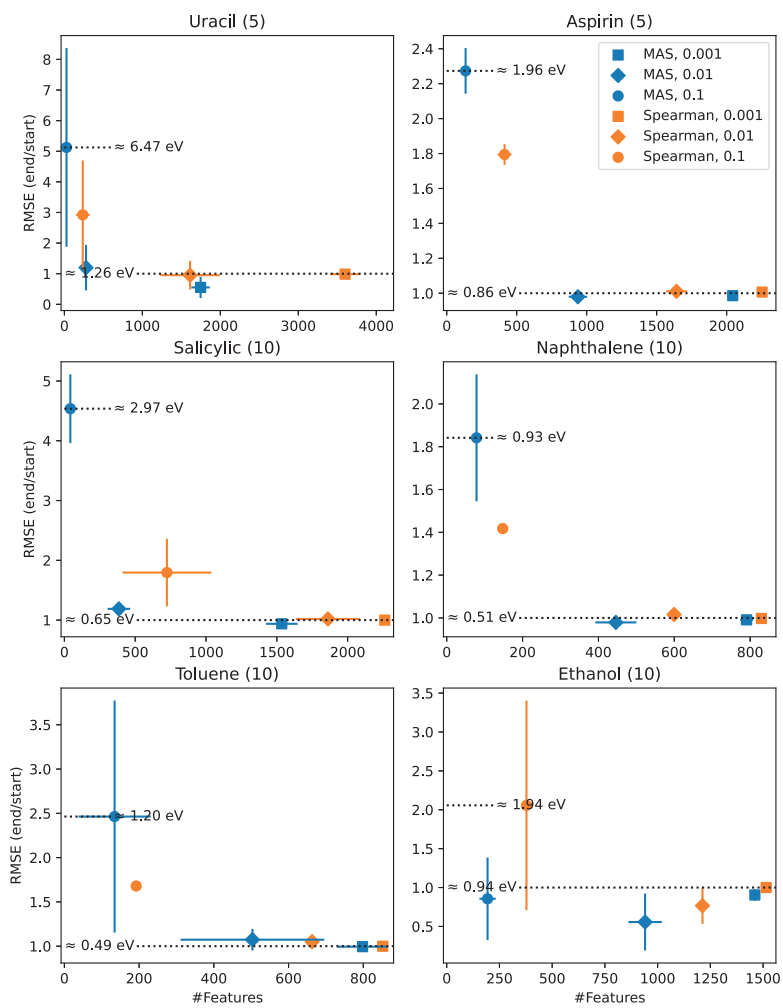 Uracil (5)
Aspirin (5)
RMSE (end/start)
8
7
6
5
4
3
2
1
0
≈ 6.47 eV
≈ 1.26 eV
0
1000
2000
3000
4000
2.4
2.2
2.0
1.8
1.6
1.4
1.2
1.0
≈ 1.96 eV
≈ 0.86 eV
MAS, 0.001
MAS, 0.01
MAS, 0.1
Spearman, 0.001
Spearman, 0.01
Spearman, 0.1
0
500
1000
1500
2000
Salicylic (10)
Naphthalene (10)
RMSE (end/start)
5
4
3
2
1
≈ 2.97 eV
≈ 0.65 eV
0
500
1000
1500
2000
2.0
1.8
1.6
1.4
1.2
1.0
≈ 0.93 eV
≈ 0.51 eV
0
200
400
600
800
Toluene (10)
Ethanol (10)
RMSE (end/start)
3.5
3.0
2.5
2.0
1.5
1.0
≈ 1.20 eV
≈ 0.49 eV
0
200
400
600
800
#Features
3.5
3.0
2.5
2.0
1.5
1.0
0.5
≈ 1.94 eV
≈ 0.94 eV
0
250
500
750
1000
1250
1500
#Features